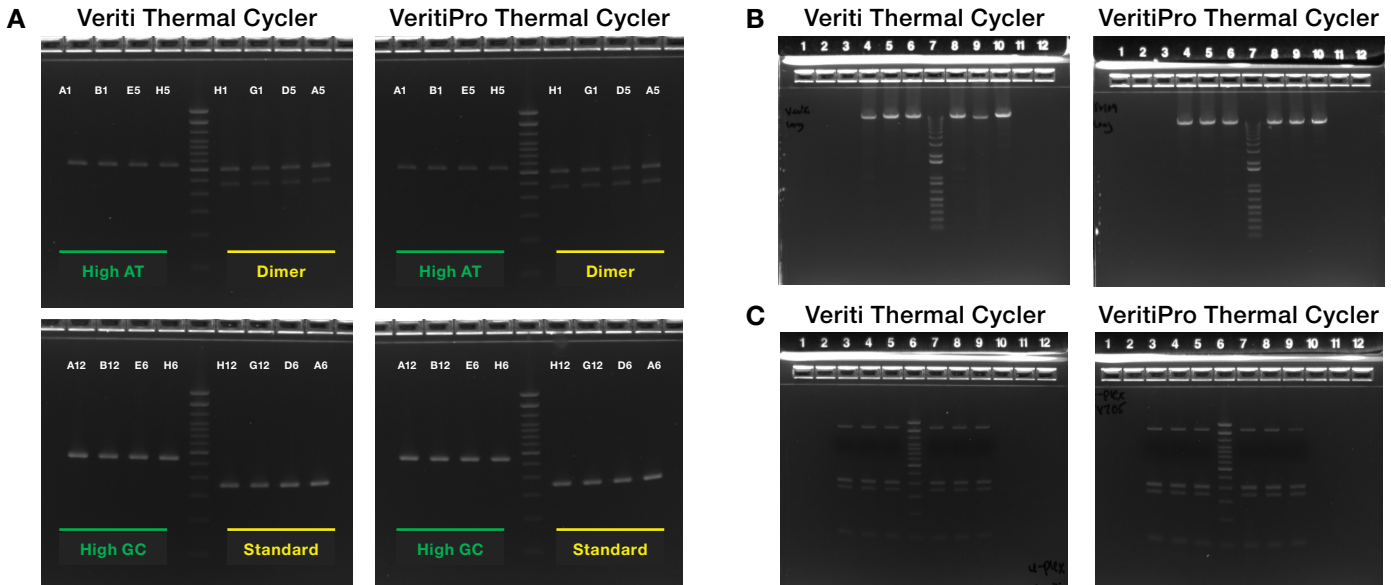 A
Veriti Thermal Cycler
VeritiPro Thermal Cycler
A1 B1 E5 H5 H1 G1 D5 A5
High AT Dimer
A1 B1 E5 H5 H1 G1 D5 A5
High AT Dimer
A12 B12 E6 H6 H12 G12 D6 A6
High GC Standard
A12 B12 E6 H6 H12 G12 D6 A6
High GC Standard
B
Veriti Thermal Cycler
VeritiPro Thermal Cycler
1 2 3 4 5 6 7 8 9 10 11 12
1 2 3 4 5 6 7 8 9 10 11 12
C
Veriti Thermal Cycler
VeritiPro Thermal Cycler
1 2 3 4 5 6 7 8 9 10 11 12
1 2 3 4 5 6 7 8 9 10 11 12
u-plex